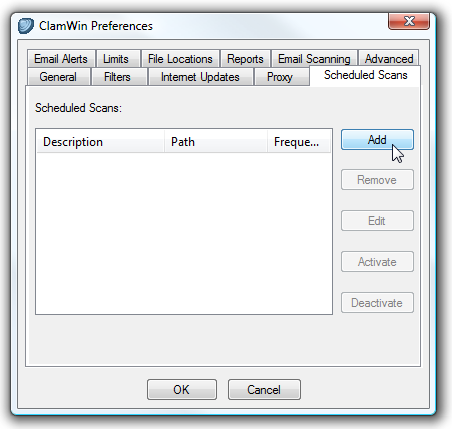 ClamWin Preferences
Email Alerts Limits File Locations Reports Email Scanning Advanced
General Filters Internet Updates Proxy Scheduled Scans
Scheduled Scans:
Description Path Freque...
Add
Remove
Edit
Activate
Deactivate
OK Cancel